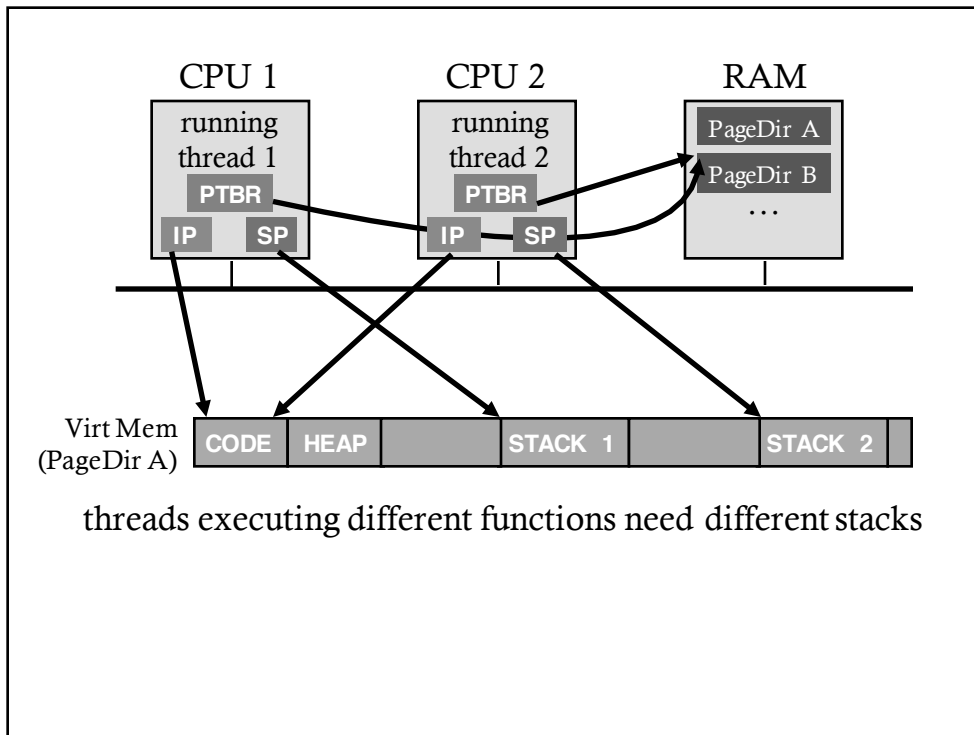 CPU 1
CPU 2
RAM
running
thread 1
PTBR
IP
SP
running
thread 2
PTBR
IP
SP
PageDir A
PageDir B
...
Virt Mem
(PageDir A)
CODE
HEAP
STACK 1
STACK 2
threads executing different functions need different stacks